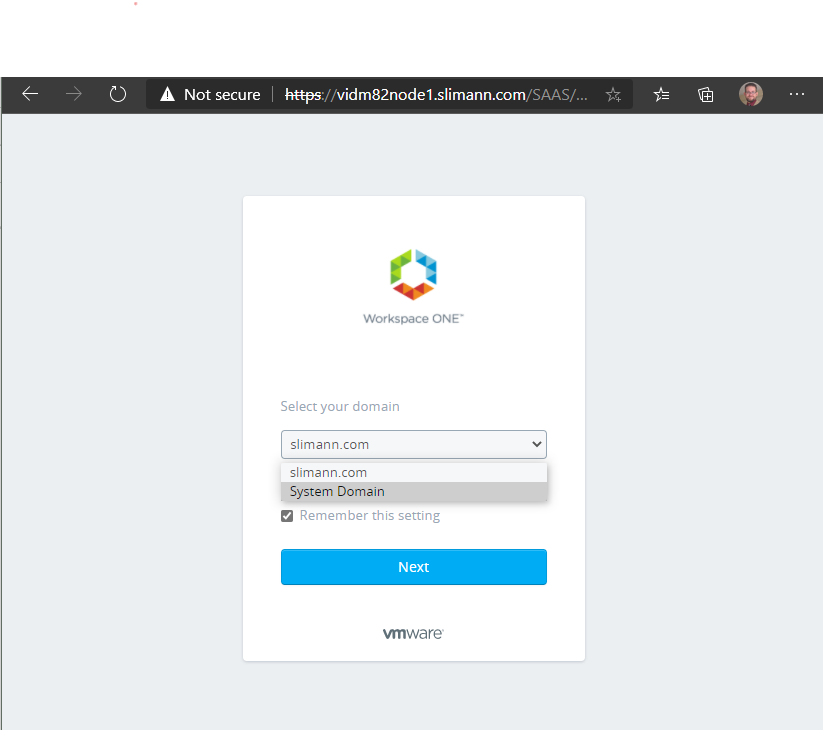 Not secure | https://vidm82node1.slimann.com/SAAS/...
Workspace ONE™
Select your domain
slimann.com
slimann.com
System Domain
Remember this setting
Next
vmware®